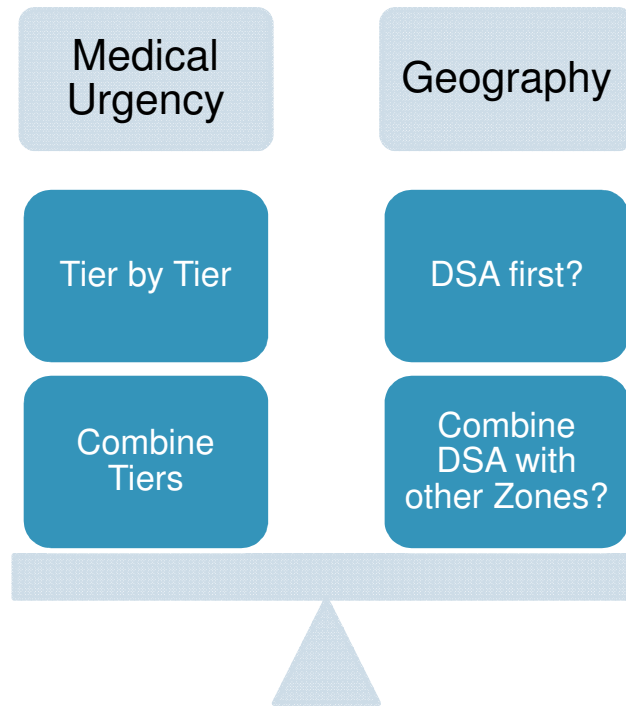 Medical
Urgency
Geography
Tier by Tier
DSA first?
Combine
Tiers
Combine
DSA with
other Zones?